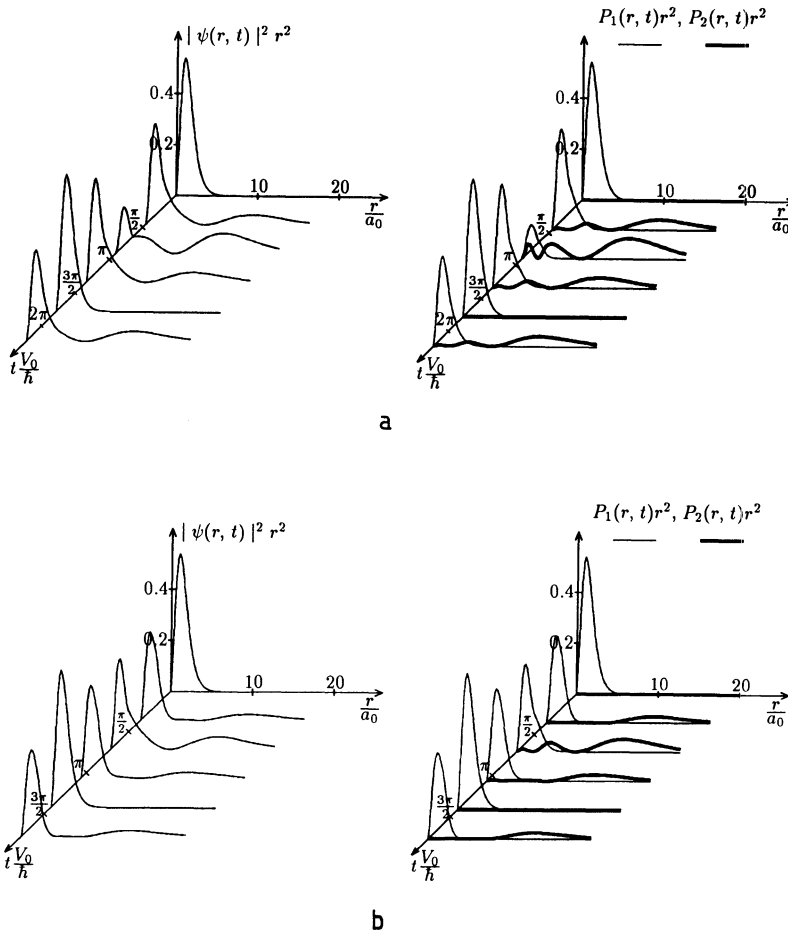 | ψ(r, t) |² r²
0.4
0.2
10
20
r/a₀
π/2
π
3π/2
2π
t V₀/ħ
P₁(r, t)r², P₂(r, t)r²
0.4
0.2
10
20
r/a₀
π/2
π
3π/2
2π
t V₀/ħ
a
| ψ(r, t) |² r²
0.4
0.2
10
20
r/a₀
π/2
π
3π/2
t V₀/ħ
P₁(r, t)r², P₂(r, t)r²
0.4
0.2
10
20
r/a₀
π/2
π
3π/2
t V₀/ħ
b